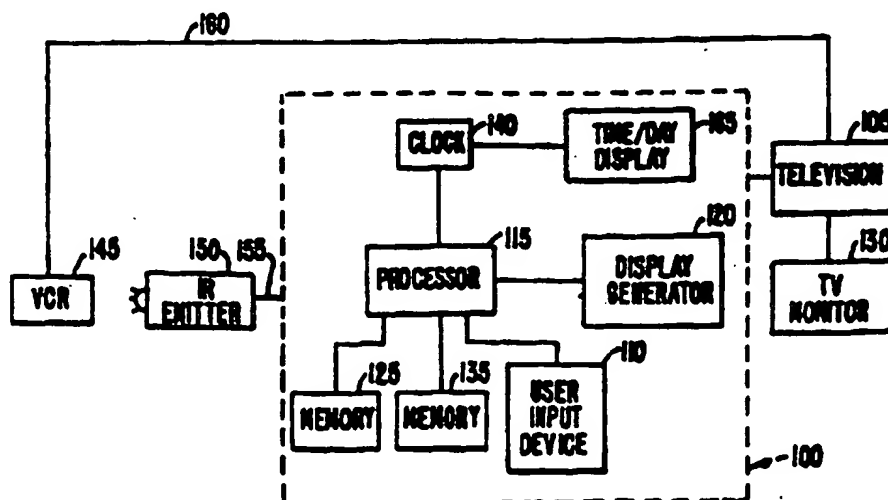 160
140
165
105
CLOCK
TIME/DAY
DISPLAY
TELEVISION
145
150
155
115
120
130
VCR
IR
EMITTER
PROCESSOR
DISPLAY
GENERATOR
TV
MONITOR
125
135
110
MEMORY
MEMORY
USER
INPUT
DEVICE
100